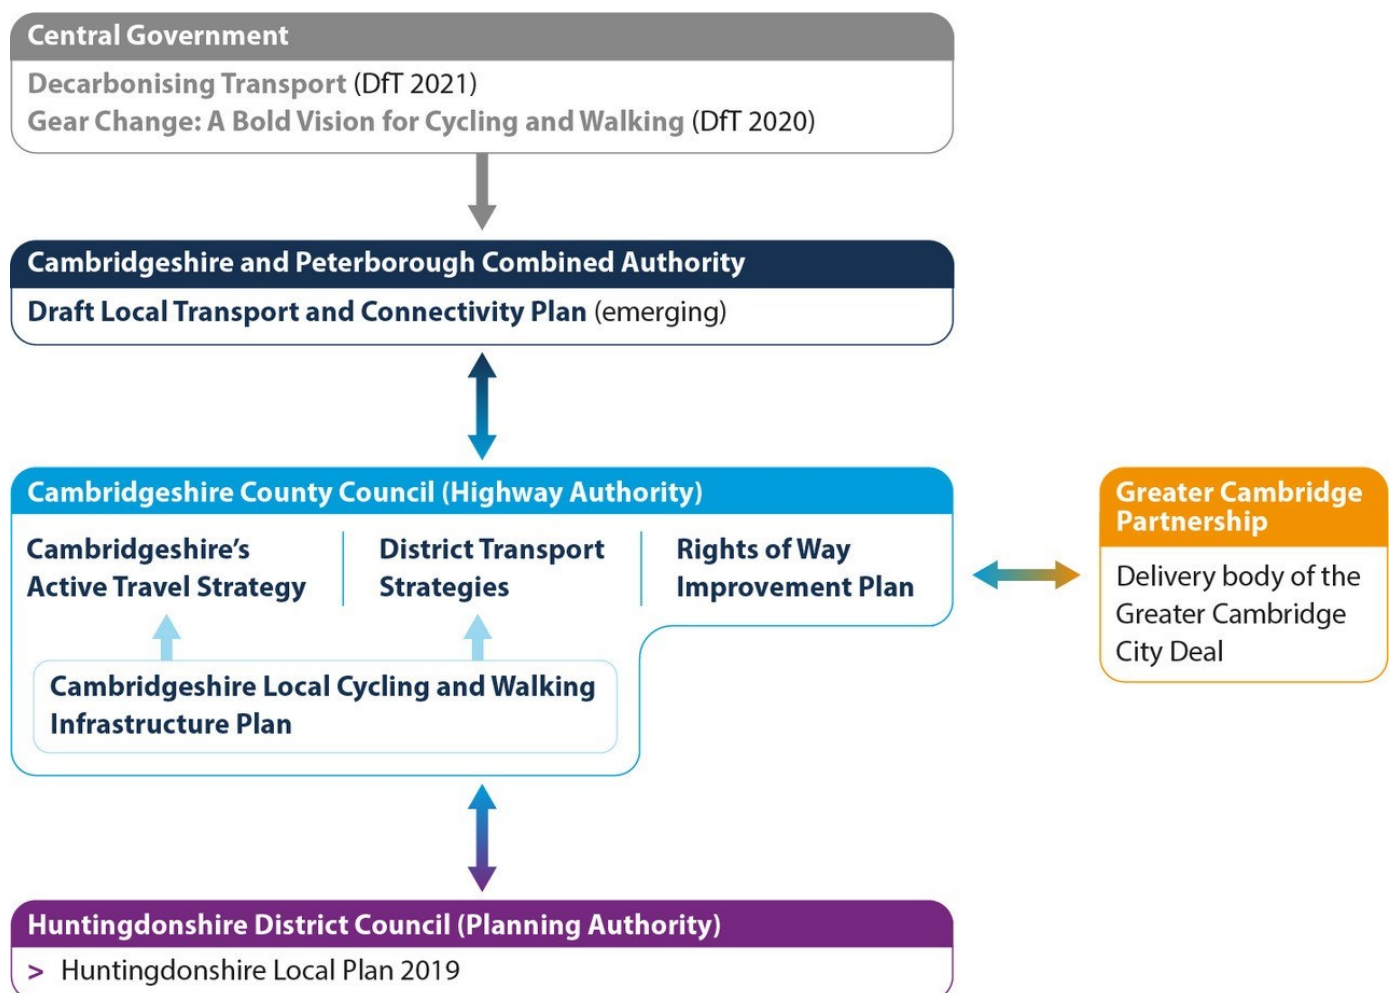 Central Government
Decarbonising Transport (DfT 2021)
Gear Change: A Bold Vision for Cycling and Walking (DfT 2020)
Cambridgeshire and Peterborough Combined Authority
Draft Local Transport and Connectivity Plan (emerging)
Cambridgeshire County Council (Highway Authority)
Cambridgeshire's
Active Travel Strategy
District Transport
Strategies
Rights of Way
Improvement Plan
Cambridgeshire Local Cycling and Walking
Infrastructure Plan
Greater Cambridge
Partnership
Delivery body of the
Greater Cambridge
City Deal
Huntingdonshire District Council (Planning Authority)
> Huntingdonshire Local Plan 2019